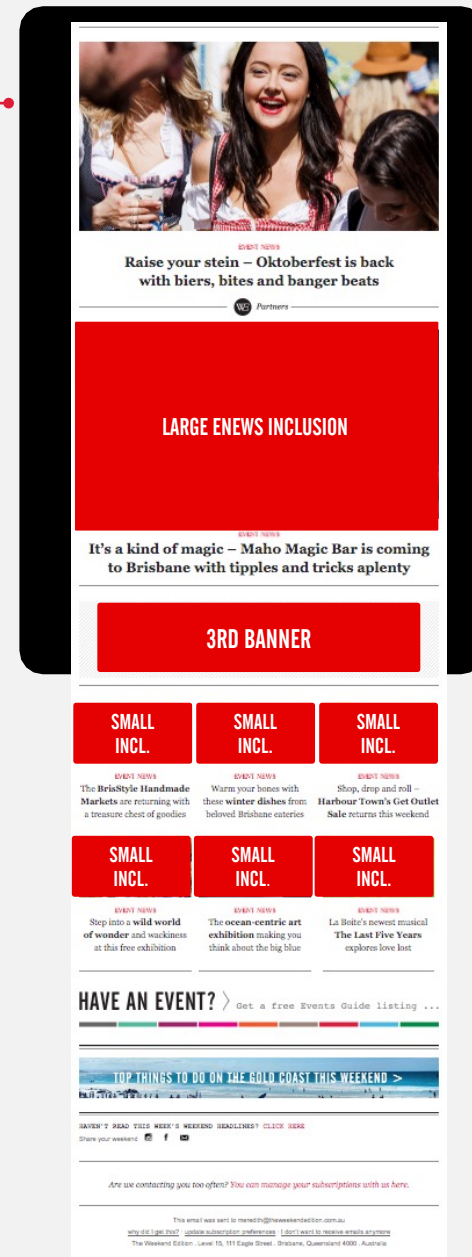 EVENT NEWS
Raise your stein – Oktoberfest is back
with biers, bites and banger beats
WE Partners
LARGE ENEWS INCLUSION
EVENT NEWS
It's a kind of magic – Maho Magic Bar is coming
to Brisbane with tipples and tricks aplenty
3RD BANNER
SMALL
INCL.
SMALL
INCL.
SMALL
INCL.
EVENT NEWS
The BrisStyle Handmade
Markets are returning with
a treasure chest of goodies
EVENT NEWS
Warm your bones with
these winter dishes from
beloved Brisbane eateries
EVENT NEWS
Shop, drop and roll –
Harbour Town's Get Outlet
Sale returns this weekend
SMALL
INCL.
SMALL
INCL.
SMALL
INCL.
EVENT NEWS
Step into a wild world
of wonder and wackiness
at this free exhibition
EVENT NEWS
The ocean-centric art
exhibition making you
think about the big blue
EVENT NEWS
La Boite's newest musical
The Last Five Years
explores love lost
HAVE AN EVENT? 〉 Get a free Events Guide listing ...
TOP THINGS TO DO ON THE GOLD COAST THIS WEEKEND >
HAVEN'T READ THIS WEEK'S WEEKEND HEADLINES? CLICK HERE
Share your weekend
Are we contacting you too often? You can manage your subscriptions with us here.
This email was sent to meredith@theweekendedition.com.au
why did I get this? update subscription preferences I don't want to receive emails anymore
The Weekend Edition . Level 15, 111 Eagle Street . Brisbane, Queensland 4000 . Australia